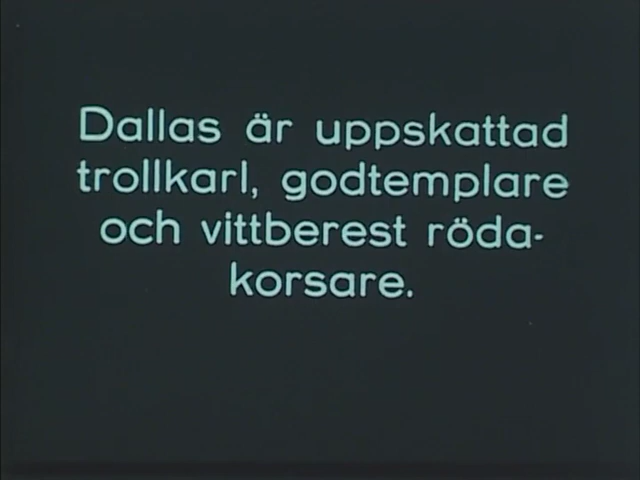 Dallas är uppskattad
trollkarl, godtemplare
och vittberest röda-
korsare.